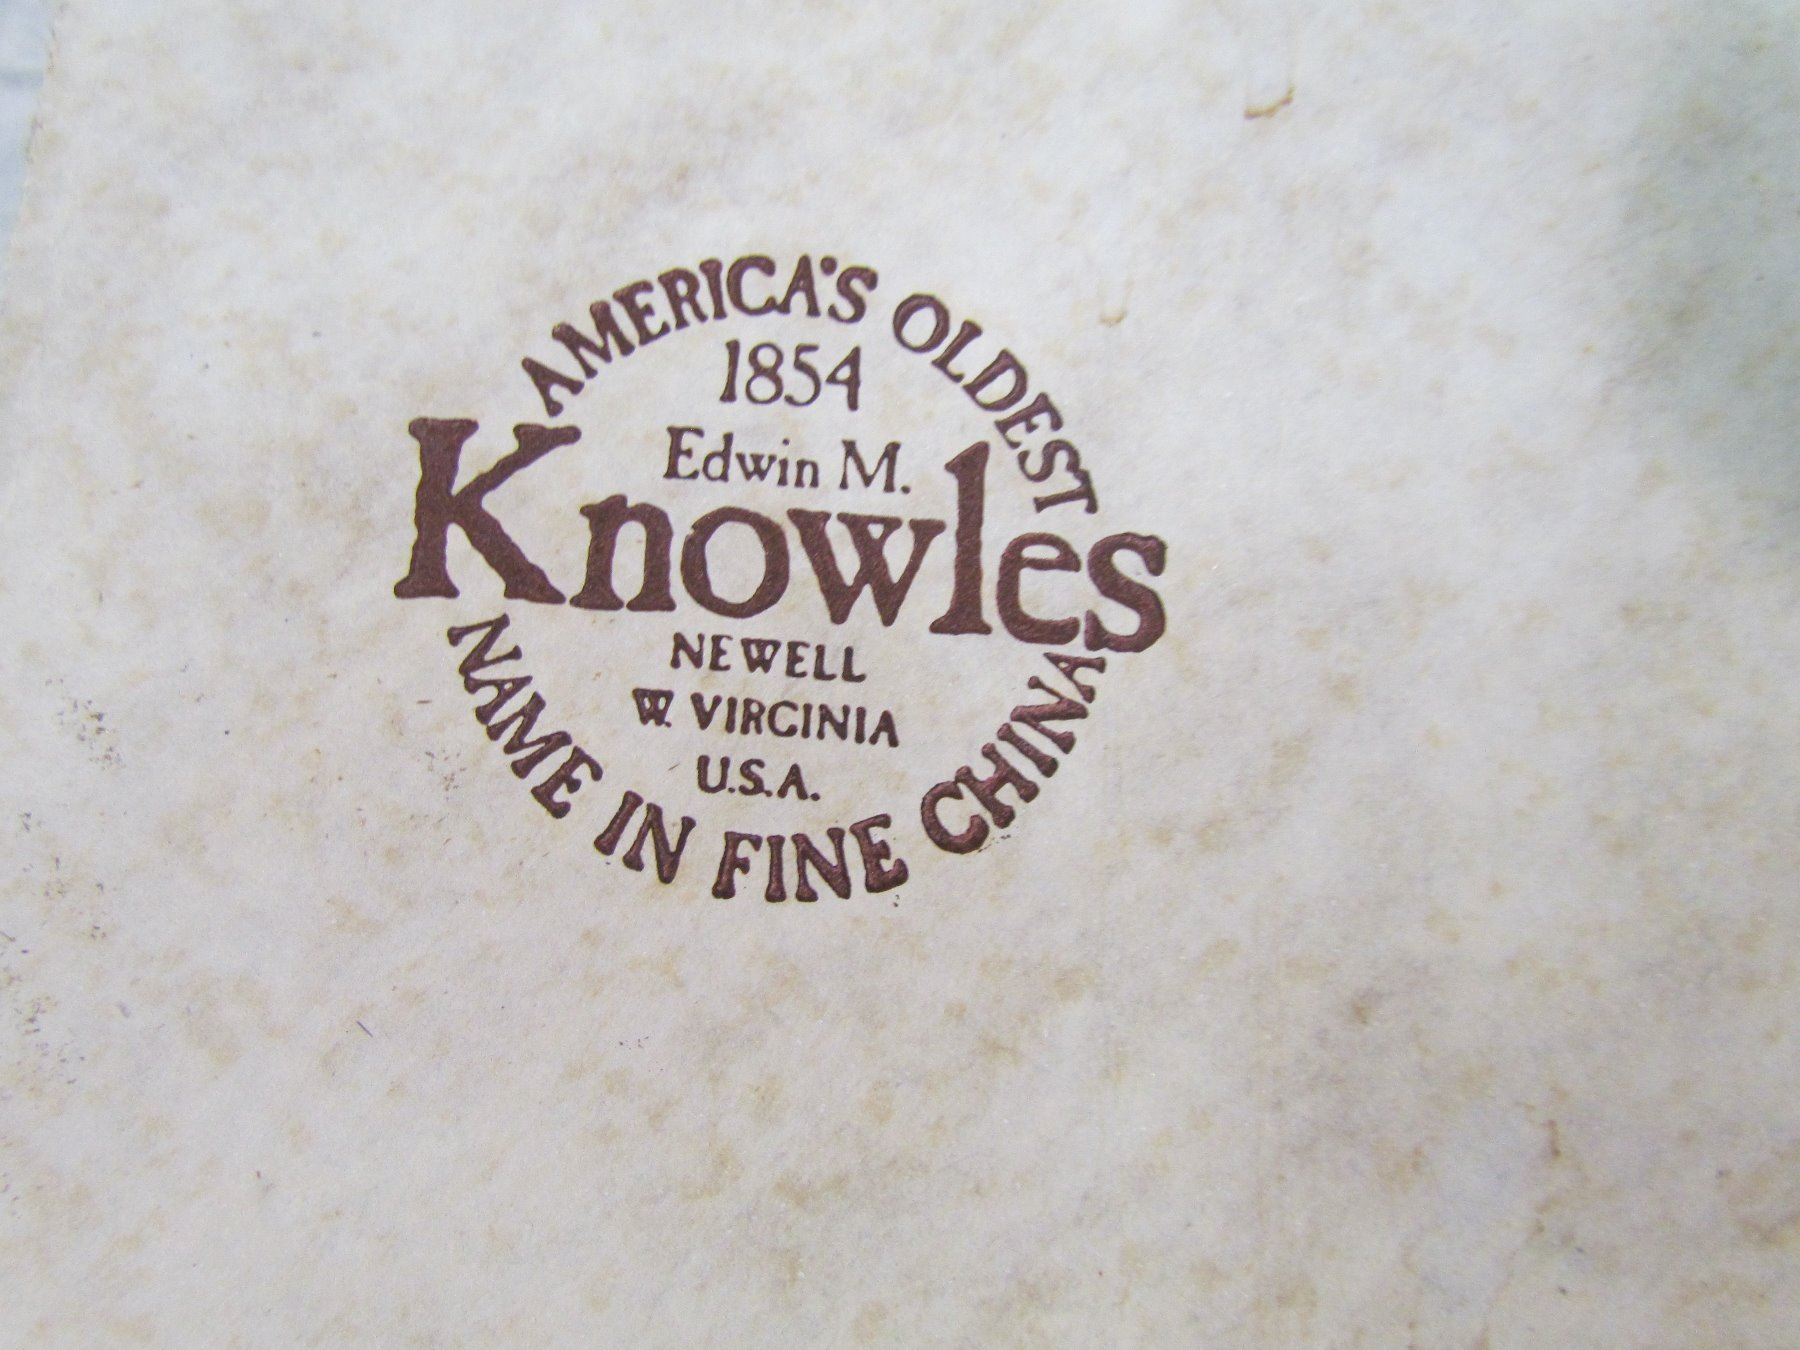 AMERICA'S OLDEST
1854
Edwin M.
Knowles
NEWELL
W. VIRGINIA
U.S.A.
NAME IN FINE CHINA